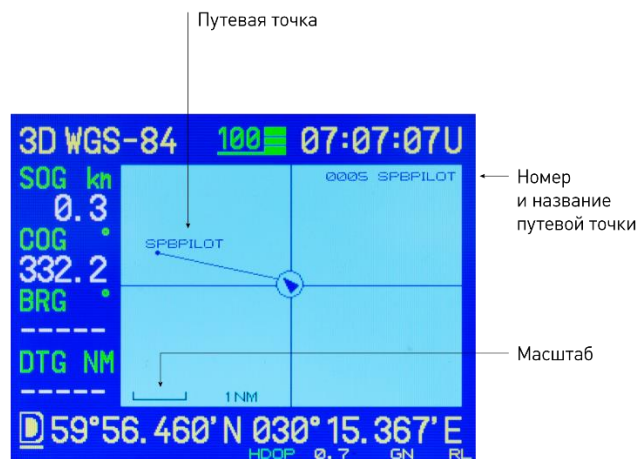 Путевая точка
3D WGS-84 100 07:07:07U
SOG kn
0.3
COG °
332.2
BRG °
-----
DTG NM
-----
0005 SPBPILOT
SPBPILOT
1NM
D 59°56.460'N 030°15.367'E
HDOP 0.7 GN RL
Номер
и название
путевой точки
Масштаб